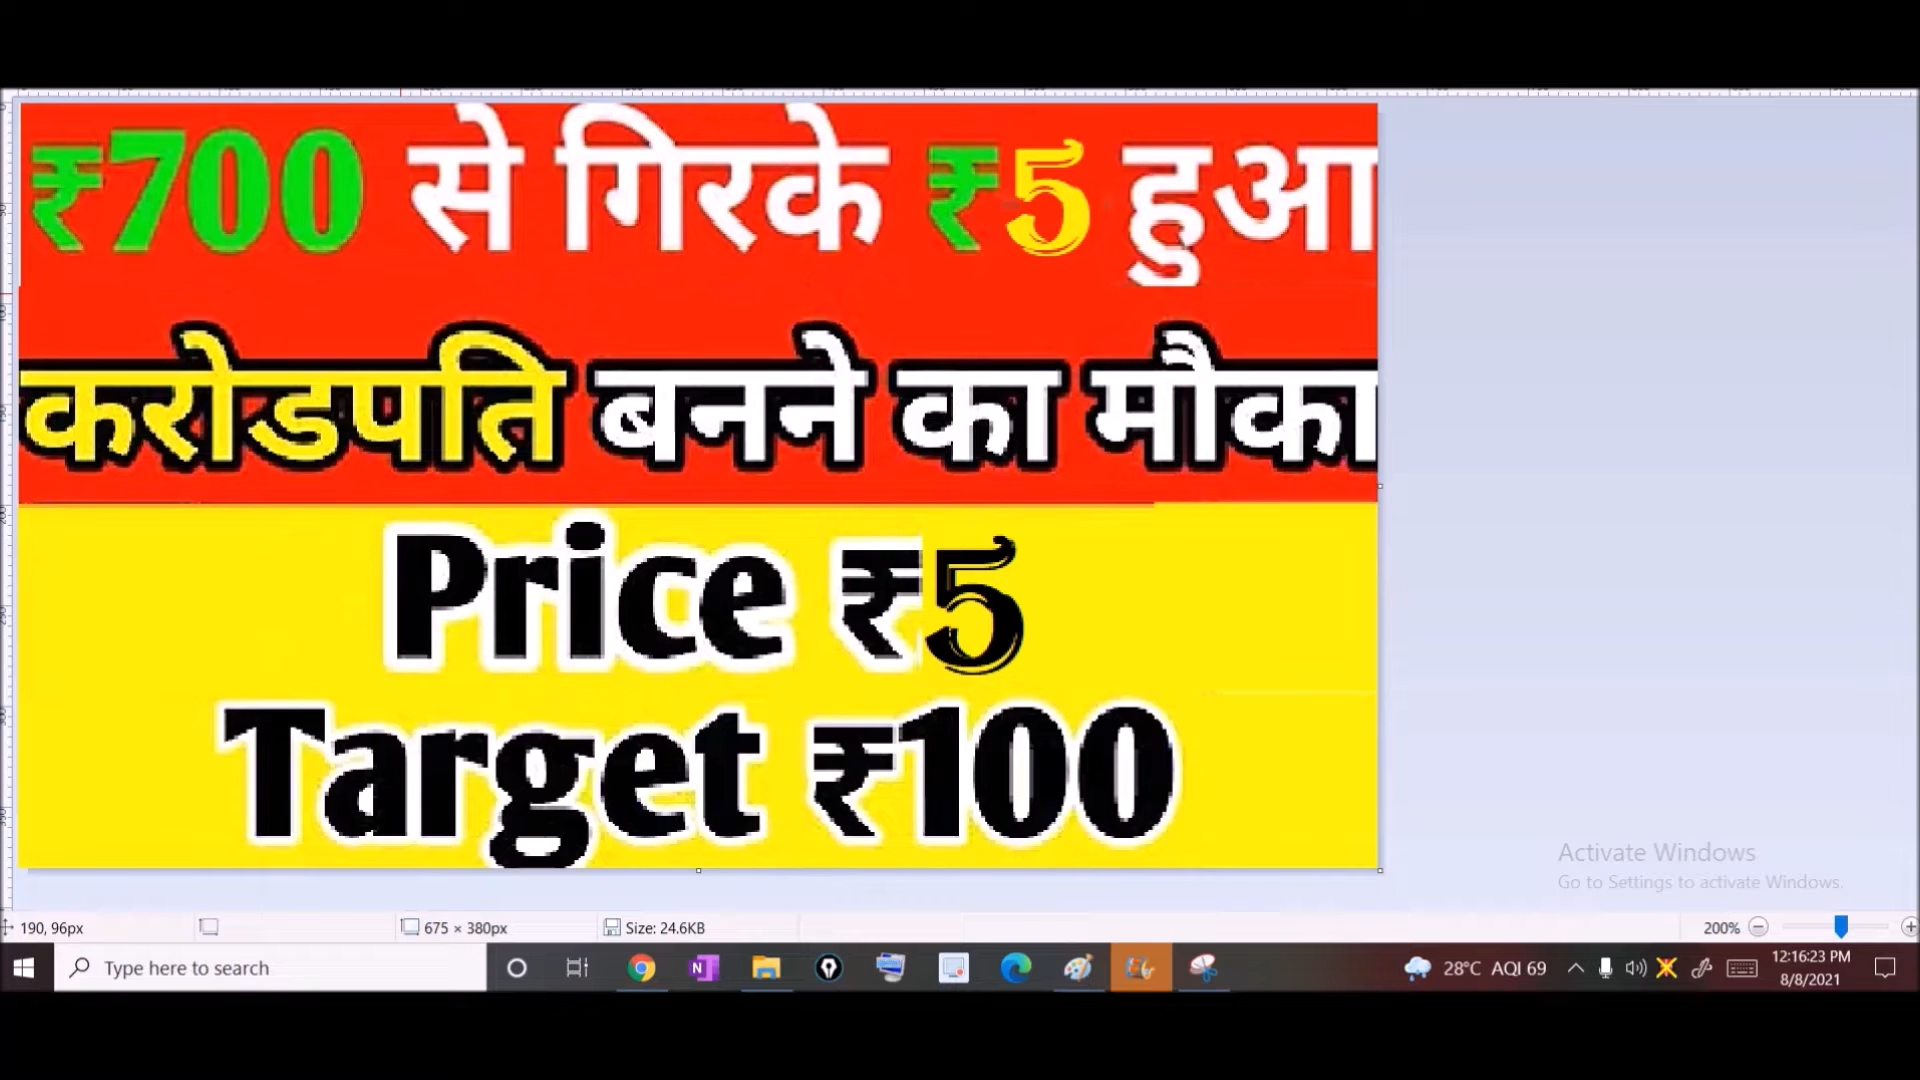 ₹700 से गिरके ₹5 हुआ
करोडपति बनने का मौका
Price ₹5
Target ₹100
Activate Windows
Go to Settings to activate Windows.
190, 96px
675 × 380px
Size: 24.6KB
200%
Type here to search
28°C AQI 69
12:16:23 PM
8/8/2021